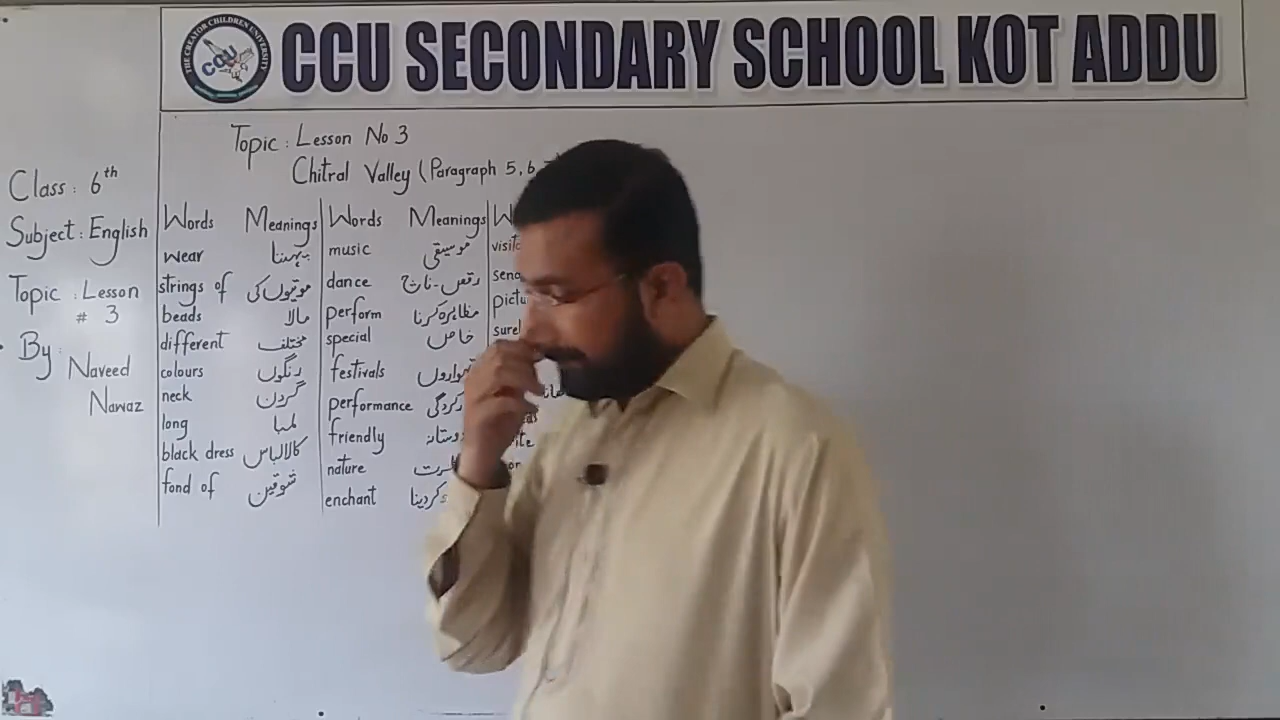 CCU SECONDARY SCHOOL KOT ADDU
THE CREATOR CHILDREN UNIVERSITY
CCU
Class: 6th
Subject: English
Topic: Lesson
# 3
By:
Naveed
Nawaz
Topic: Lesson No 3
Chitral Valley (Paragraph 5, 6
Words Meanings Words Meanings
wear پہننا music موسیقی
strings of موتیوں کی dance رقص۔ناچ
beads مالا perform مظاہرہ کرنا
different مختلف special خاص
colours رنگوں festivals
neck گردن performance
long لمبا friendly
black dress کالا لباس nature
fond of شوقین enchant